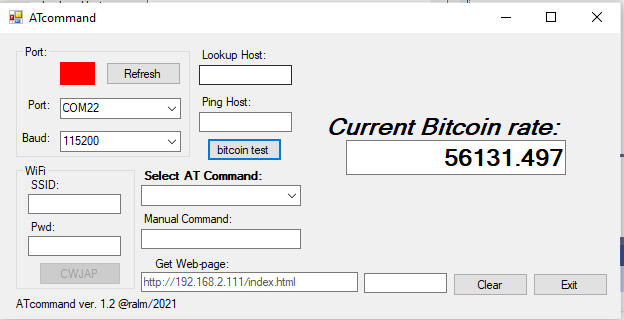 ATcommand
Port:
Refresh
Port:
COM22
Baud:
115200
Lookup Host:
Ping Host:
bitcoin test
Current Bitcoin rate:
56131.497
WiFi
SSID:
Pwd:
CWJAP
Select AT Command:
Manual Command:
Get Web-page:
http://192.168.2.111/index.html
Clear
Exit
ATcommand ver. 1.2 @ralm/2021